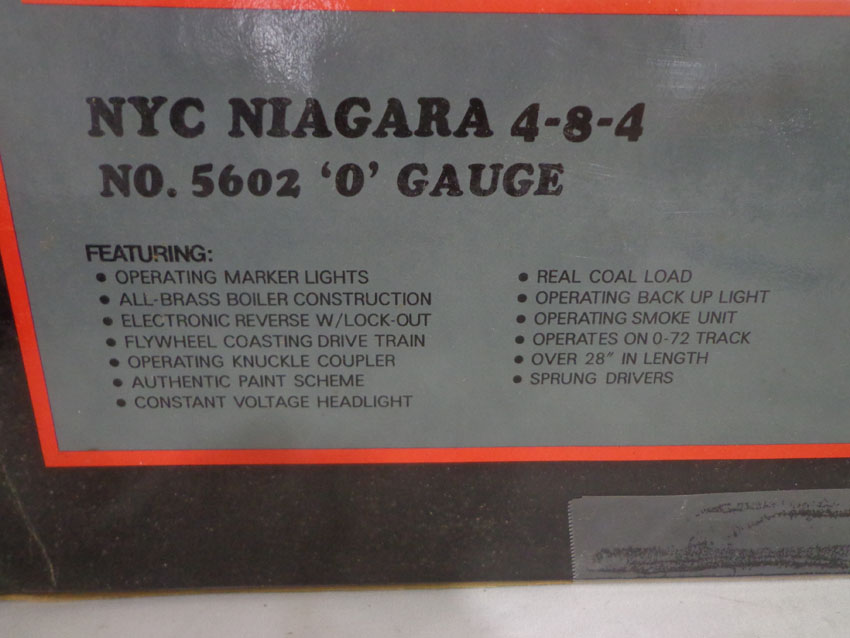 NYC NIAGARA 4-8-4
NO. 5602 ‘O’ GAUGE
FEATURING:
• OPERATING MARKER LIGHTS
• ALL-BRASS BOILER CONSTRUCTION
• ELECTRONIC REVERSE W/LOCK-OUT
• FLYWHEEL COASTING DRIVE TRAIN
• OPERATING KNUCKLE COUPLER
• AUTHENTIC PAINT SCHEME
• CONSTANT VOLTAGE HEADLIGHT
• REAL COAL LOAD
• OPERATING BACK UP LIGHT
• OPERATING SMOKE UNIT
• OPERATES ON 0-72 TRACK
• OVER 28″ IN LENGTH
• SPRUNG DRIVERS